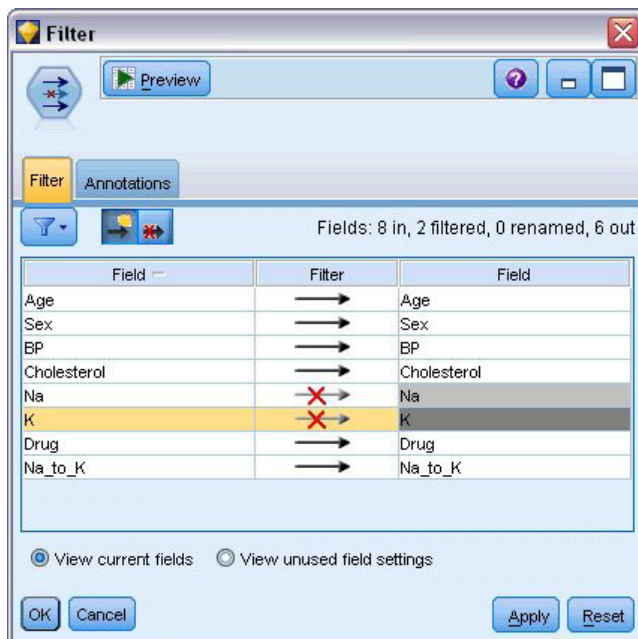 Filter
Preview
Filter Annotations
Fields: 8 in, 2 filtered, 0 renamed, 6 out
Field Filter Field
Age Age
Sex Sex
BP BP
Cholesterol Cholesterol
Na Na
K K
Drug Drug
Na_to_K Na_to_K
View current fields View unused field settings
OK Cancel Apply Reset